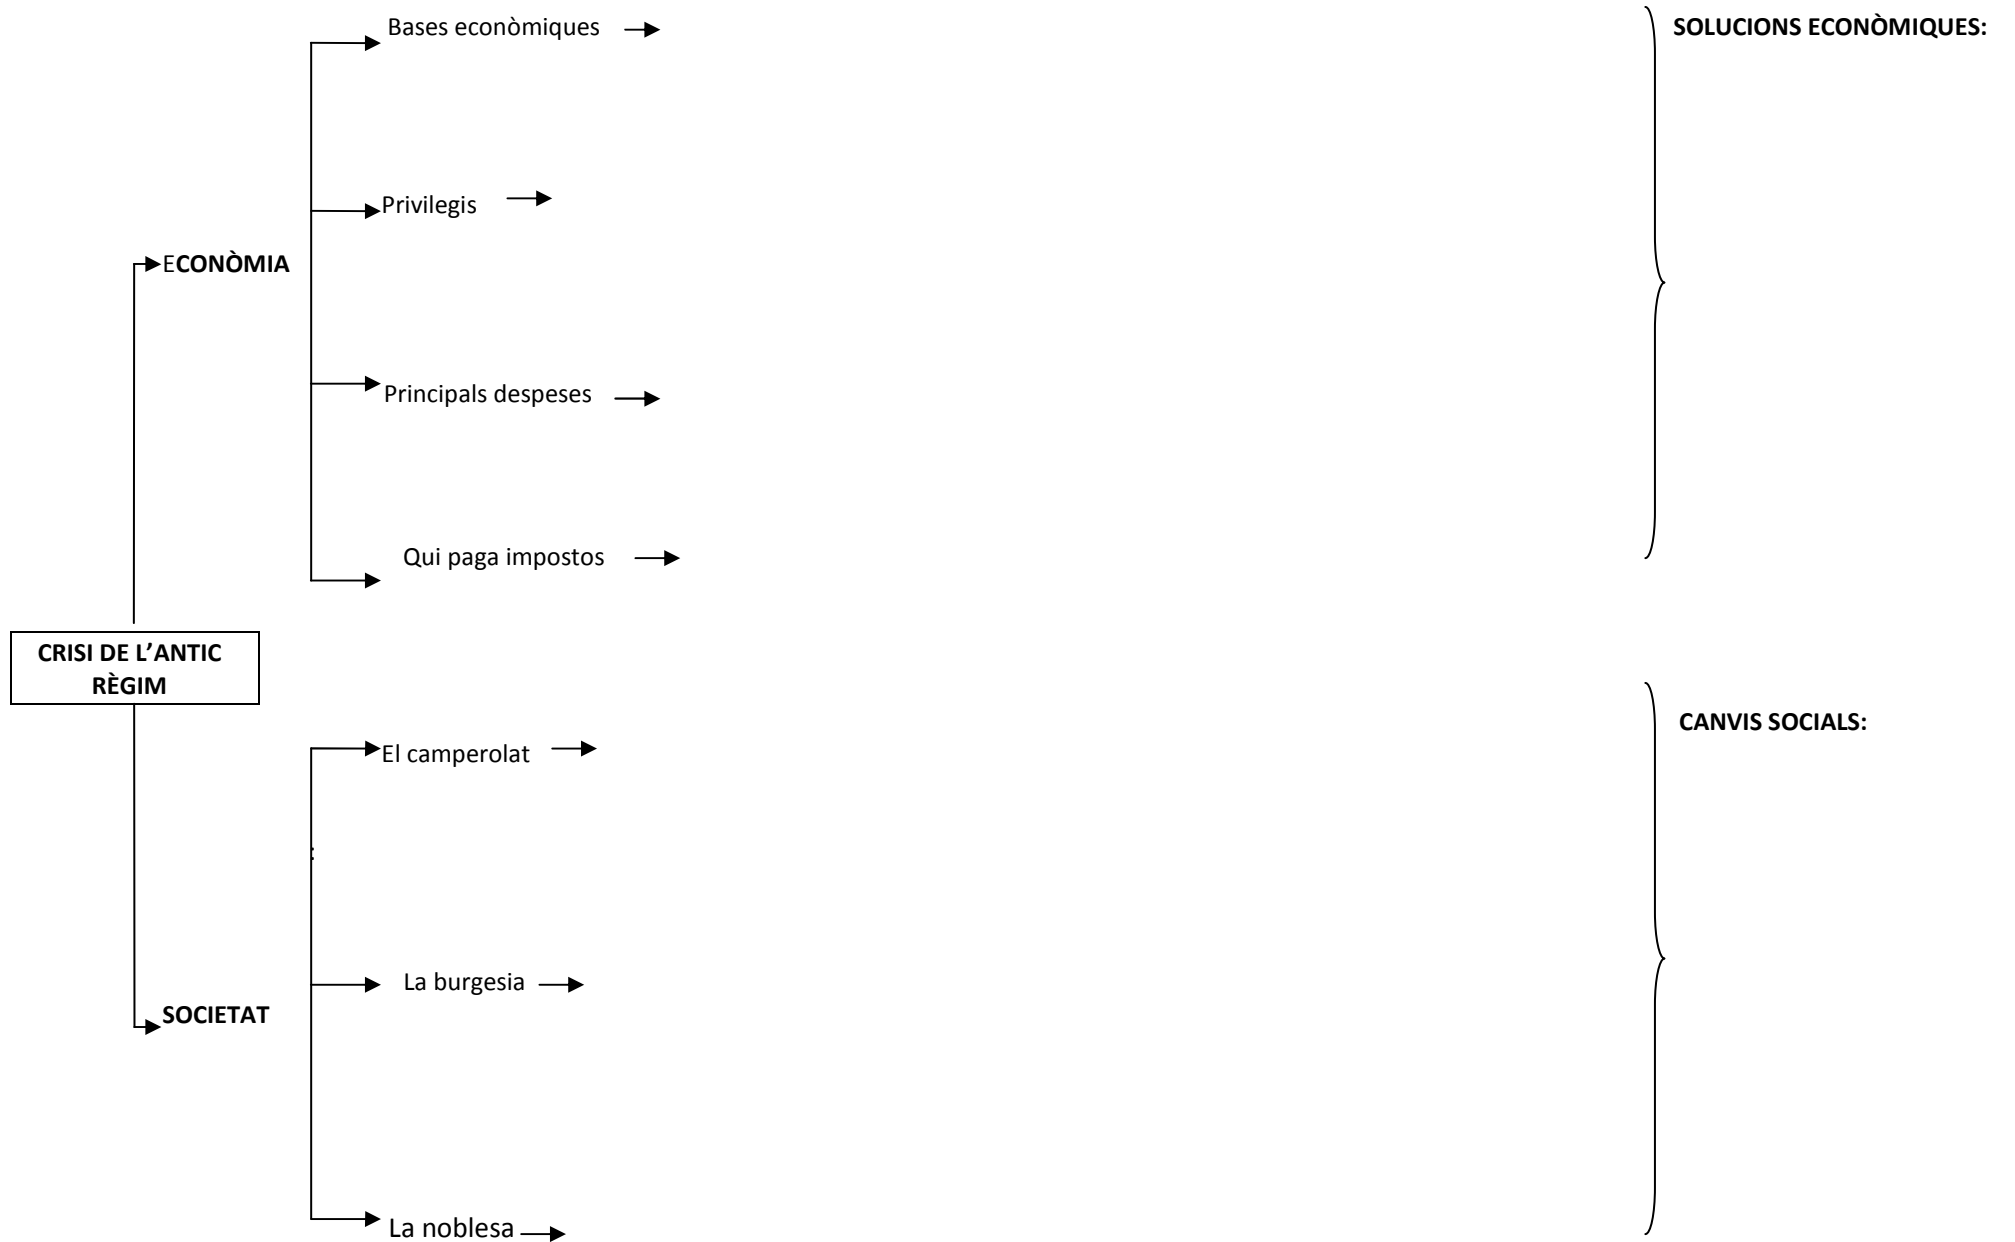 Bases econòmiques
SOLUCIONS ECONÒMIQUES:
Privilegis
ECONÒMIA
Principals despeses
Qui paga impostos
CRISI DE L’ANTIC
RÈGIM
CANVIS SOCIALS:
El camperolat
:
La burgesia
SOCIETAT
La noblesa